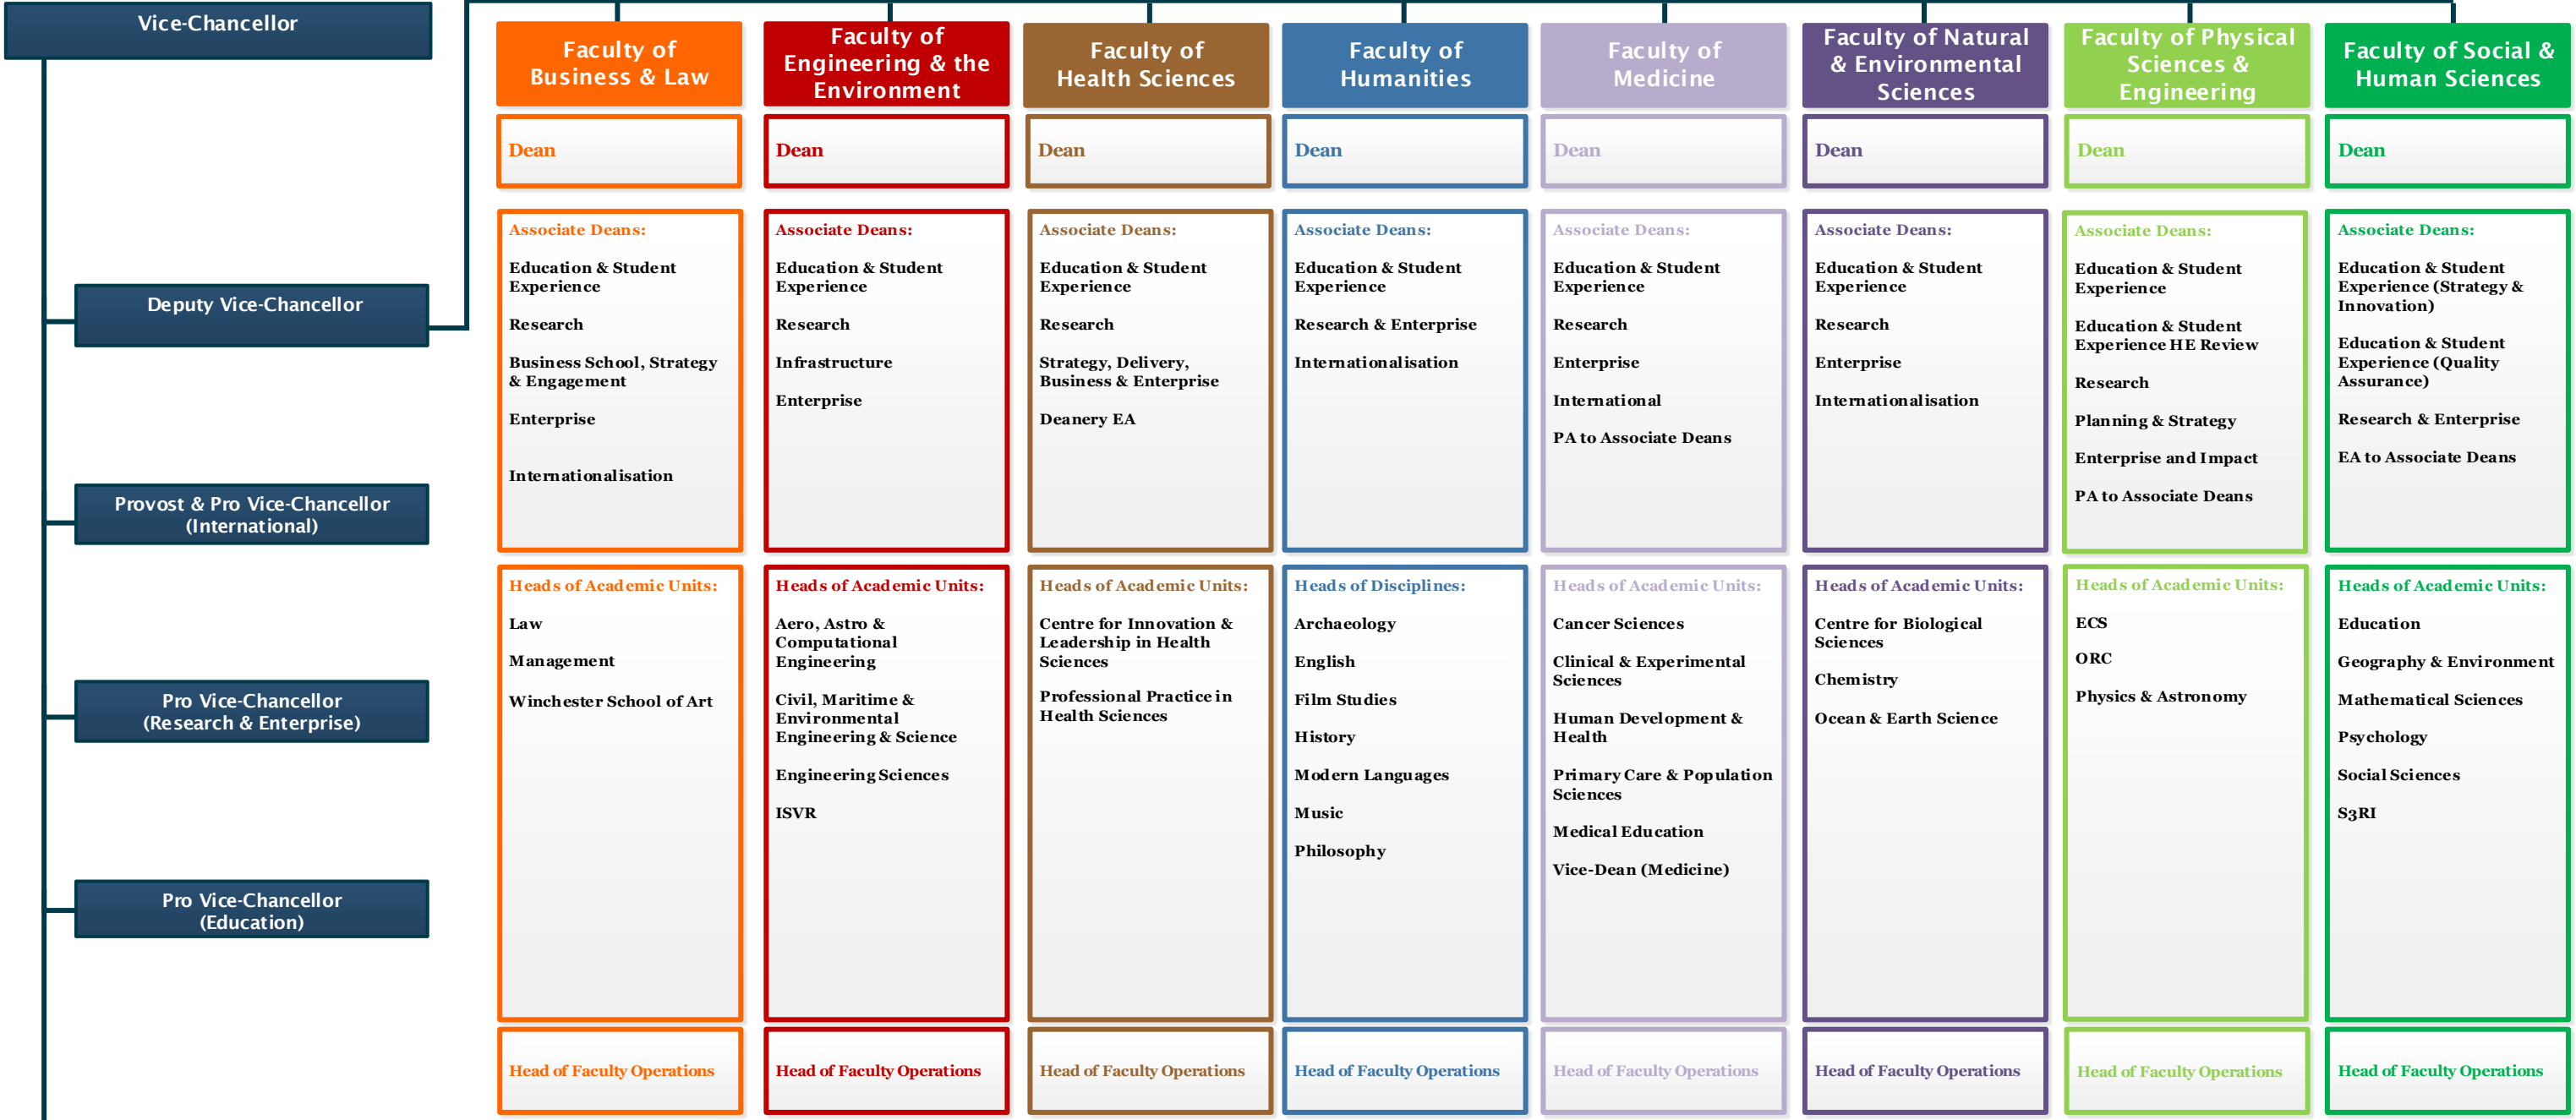 Vice-Chancellor
Deputy Vice-Chancellor
Provost & Pro Vice-Chancellor
(International)
Pro Vice-Chancellor
(Research & Enterprise)
Pro Vice-Chancellor
(Education)
Faculty of
Business & Law
Dean
Associate Deans:
Education & Student
Experience
Research
Business School, Strategy
& Engagement
Enterprise
Internationalisation
Heads of Academic Units:
Law
Management
Winchester School of Art
Head of Faculty Operations
Faculty of
Engineering & the
Environment
Dean
Associate Deans:
Education & Student
Experience
Research
Infrastructure
Enterprise
Heads of Academic Units:
Aero, Astro &
Computational
Engineering
Civil, Maritime &
Environmental
Engineering & Science
Engineering Sciences
ISVR
Head of Faculty Operations
Faculty of
Health Sciences
Dean
Associate Deans:
Education & Student
Experience
Research
Strategy, Delivery,
Business & Enterprise
Deanery EA
Heads of Academic Units:
Centre for Innovation &
Leadership in Health
Sciences
Professional Practice in
Health Sciences
Head of Faculty Operations
Faculty of
Humanities
Dean
Associate Deans:
Education & Student
Experience
Research & Enterprise
Internationalisation
Heads of Disciplines:
Archaeology
English
Film Studies
History
Modern Languages
Music
Philosophy
Head of Faculty Operations
Faculty of
Medicine
Dean
Associate Deans:
Education & Student
Experience
Research
Enterprise
International
PA to Associate Deans
Heads of Academic Units:
Cancer Sciences
Clinical & Experimental
Sciences
Human Development &
Health
Primary Care & Population
Sciences
Medical Education
Vice-Dean (Medicine)
Head of Faculty Operations
Faculty of Natural
& Environmental
Sciences
Dean
Associate Deans:
Education & Student
Experience
Research
Enterprise
Internationalisation
Heads of Academic Units:
Centre for Biological
Sciences
Chemistry
Ocean & Earth Science
Head of Faculty Operations
Faculty of Physical
Sciences &
Engineering
Dean
Associate Deans:
Education & Student
Experience
Education & Student
Experience HE Review
Research
Planning & Strategy
Enterprise and Impact
PA to Associate Deans
Heads of Academic Units:
ECS
ORC
Physics & Astronomy
Head of Faculty Operations
Faculty of Social &
Human Sciences
Dean
Associate Deans:
Education & Student
Experience (Strategy &
Innovation)
Education & Student
Experience (Quality
Assurance)
Research & Enterprise
EA to Associate Deans
Heads of Academic Units:
Education
Geography & Environment
Mathematical Sciences
Psychology
Social Sciences
S3RI
Head of Faculty Operations